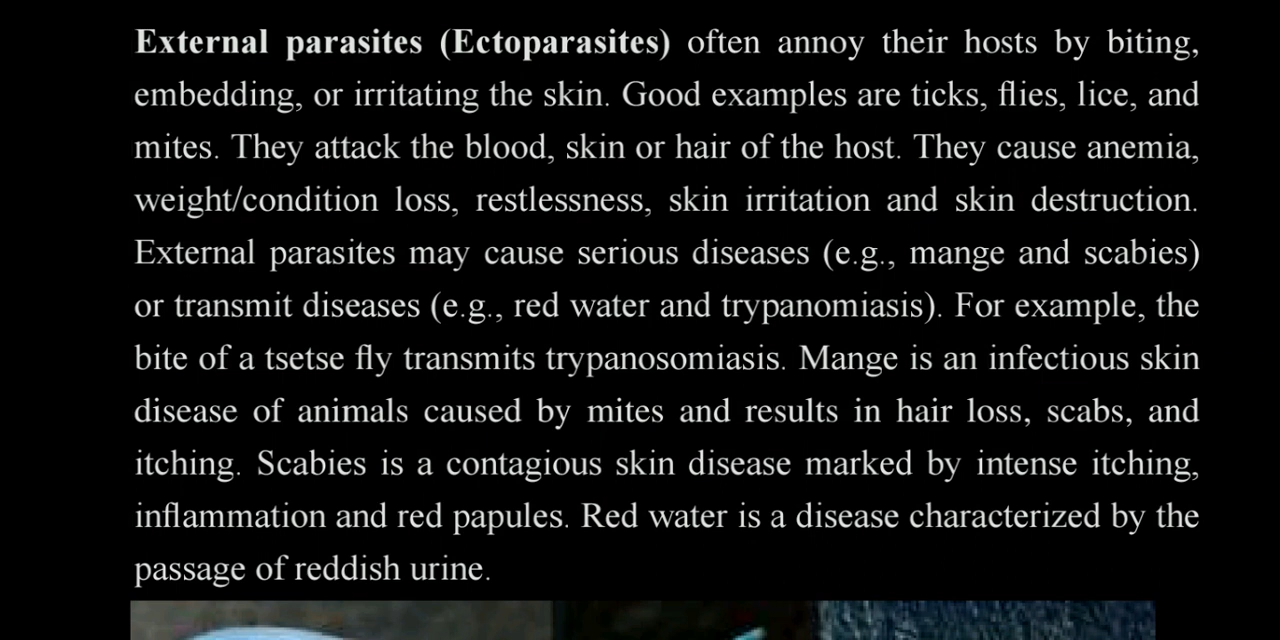 External parasites (Ectoparasites) often annoy their hosts by biting,
embedding, or irritating the skin. Good examples are ticks, flies, lice, and
mites. They attack the blood, skin or hair of the host. They cause anemia,
weight/condition loss, restlessness, skin irritation and skin destruction.
External parasites may cause serious diseases (e.g., mange and scabies)
or transmit diseases (e.g., red water and trypanomiasis). For example, the
bite of a tsetse fly transmits trypanosomiasis. Mange is an infectious skin
disease of animals caused by mites and results in hair loss, scabs, and
itching. Scabies is a contagious skin disease marked by intense itching,
inflammation and red papules. Red water is a disease characterized by the
passage of reddish urine.